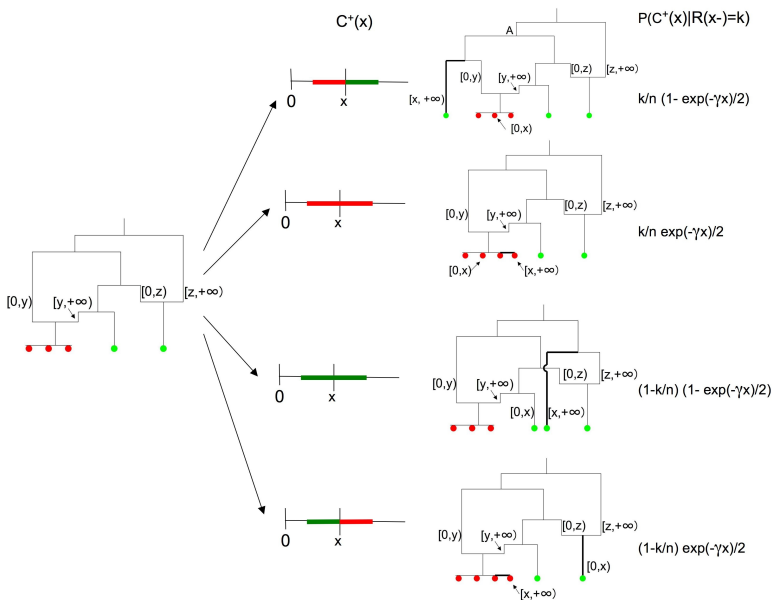 C⁺(x)
P(C⁺(x)|R(x-)=k)
A
[0,y)
[y,+∞)
[0,z)
[z,+∞)
[x, +∞)
[0,x)
0
x
k/n (1- exp(-γx)/2)
[0,y)
[y,+∞)
[0,z)
[z,+∞)
0
x
[0,x)
[x,+∞)
k/n exp(-γx)/2
[0,y)
[y,+∞)
[0,z)
[z,+∞)
[0,y)
[y,+∞)
[0,z)
[z,+∞)
0
x
[0,x)
[x,+∞)
(1-k/n) (1- exp(-γx)/2)
[0,y)
[y,+∞)
[0,z)
[z,+∞)
0
x
[0,x)
[x,+∞)
(1-k/n) exp(-γx)/2